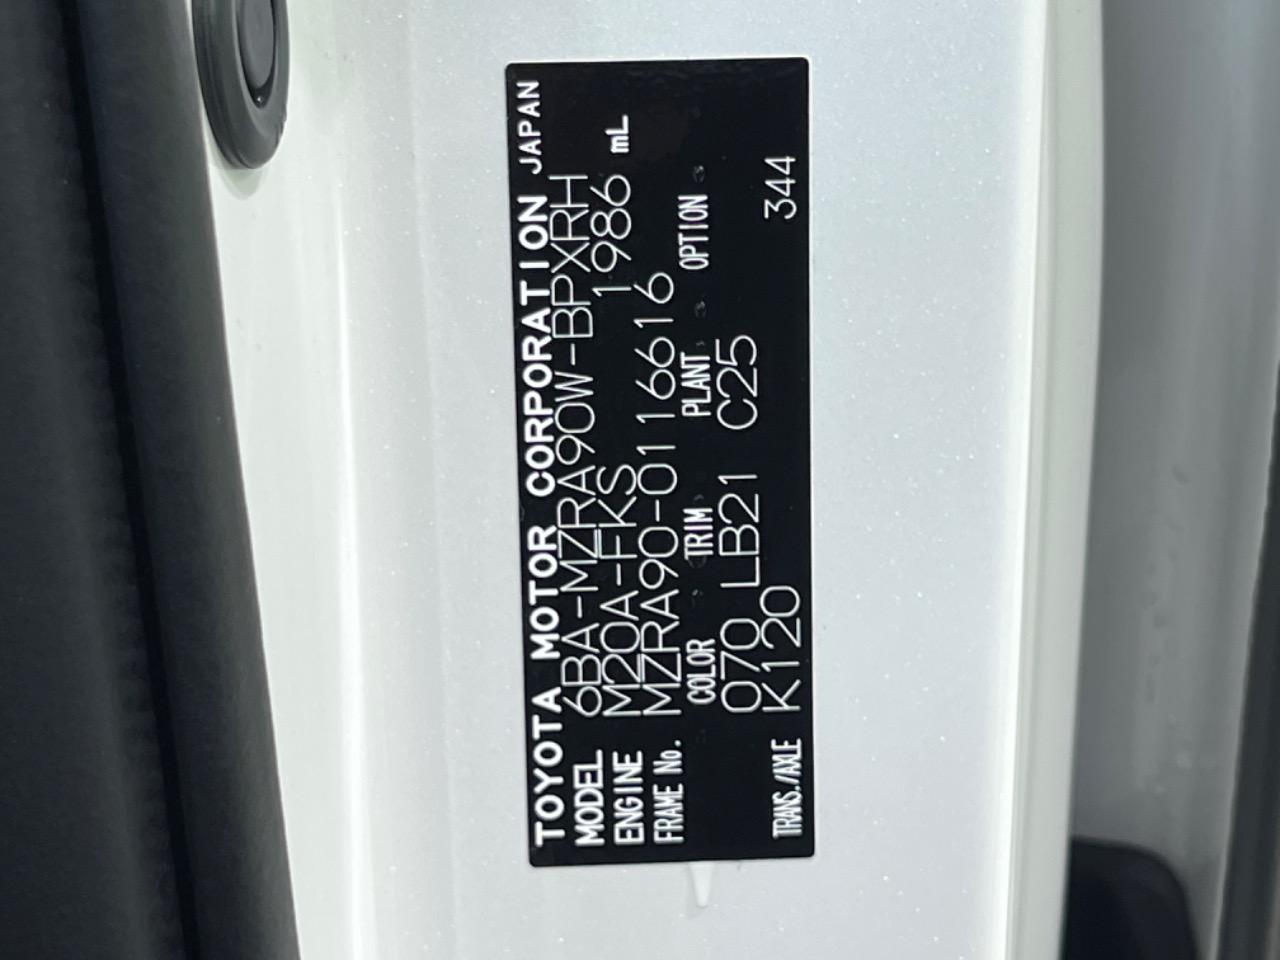 TOYOTA MOTOR CORPORATION JAPAN
MODEL 6BA-MZRA90W-BPXRH
ENGINE M20A-FKS 1986 mL
FRAME No. MZRA90-0116616
COLOR TRIM PLANT OPTION
070 LB21 C25
TRANS./AXLE K120 344